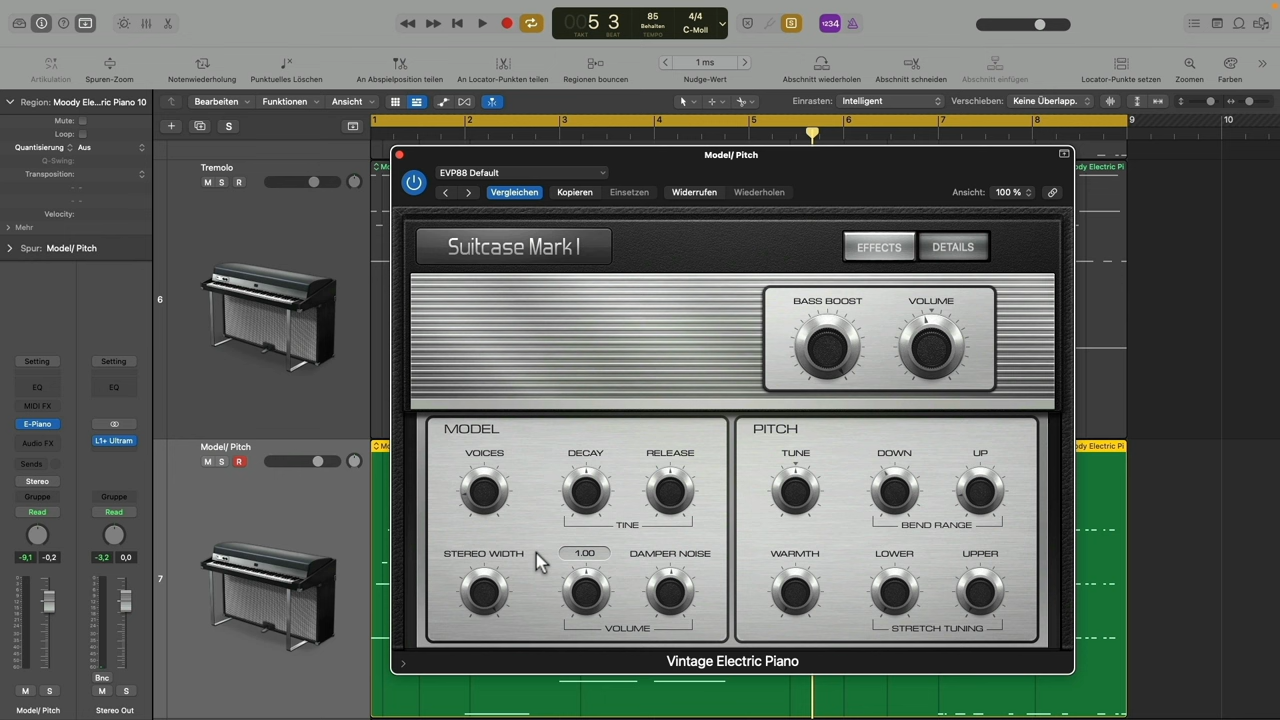 5 3
TAKT BEAT
85
Behalten
TEMPO
4/4
C-Moll
1234
Artikulation
Spuren-Zoom
Notenwiederholung
Punktuelles Löschen
An Abspielposition teilen
An Locator-Punkten teilen
Regionen bouncen
1 ms
Nudge-Wert
Abschnitt wiederholen
Abschnitt schneiden
Abschnitt einfügen
Locator-Punkte setzen
Zoomen
Farben
Region: Moody Ele...ric Piano 10
Bearbeiten
Funktionen
Ansicht
Einrasten: Intelligent
Verschieben: Keine Überlapp.
Mute:
Loop:
Quantisierung Aus
Q-Swing:
Transposition:
Velocity:
Mehr
Spur: Model/ Pitch
S
1 2 3 4 5 6 7 8 9 10
Tremolo
M S R
6
Model/ Pitch
M S R
7
Setting
EQ
MIDI FX
E-Piano
Audio FX
Sends
Stereo
Gruppe
Read
-9,1 -0,2
M S
Model/ Pitch
Setting
EQ
L1+ Ultram
Gruppe
Read
-3,2 0,0
Bnc
M S
Stereo Out
Model/ Pitch
EVP88 Default
Vergleichen
Kopieren
Einsetzen
Widerrufen
Wiederholen
Ansicht: 100 %
Suitcase Mark I
EFFECTS
DETAILS
BASS BOOST
VOLUME
MODEL
VOICES
DECAY
RELEASE
TINE
STEREO WIDTH
1.00
DAMPER NOISE
VOLUME
PITCH
TUNE
DOWN
UP
BEND RANGE
WARMTH
LOWER
UPPER
STRETCH TUNING
Vintage Electric Piano